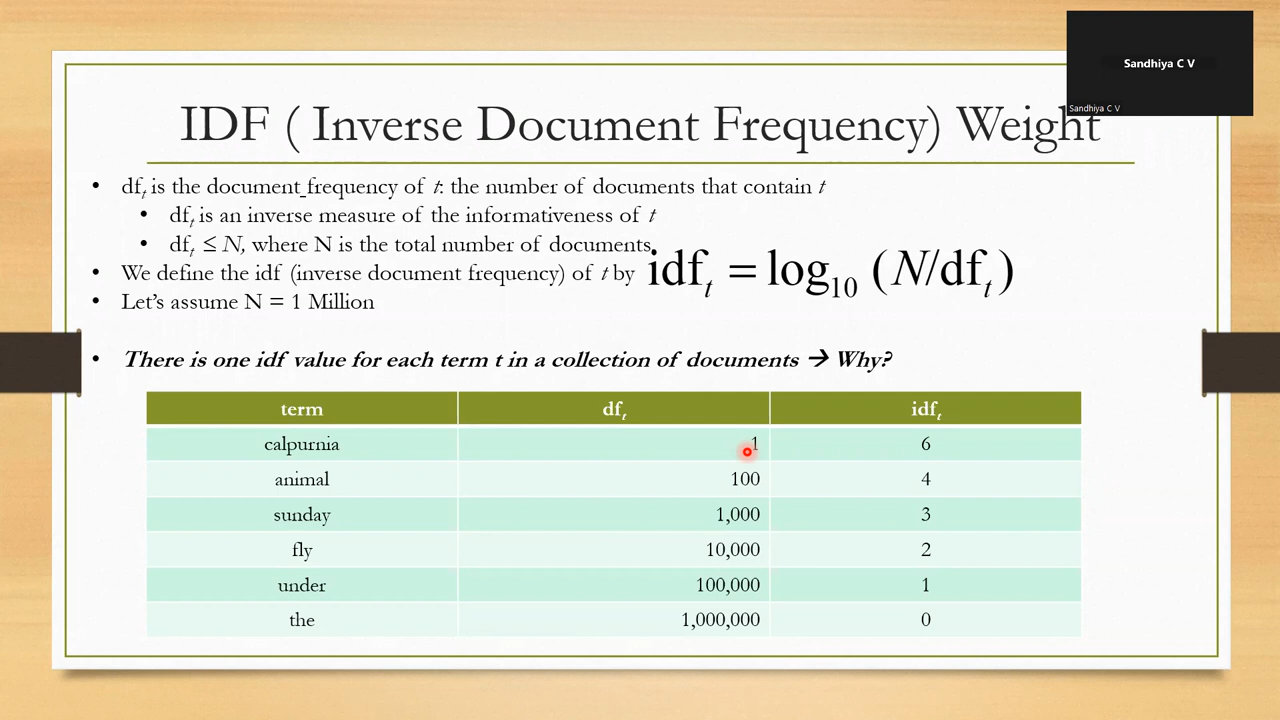 Sandhiya C V
Sandhiya C V
IDF ( Inverse Document Frequency) Weight
• dfₜ is the document frequency of t: the number of documents that contain t
• dfₜ is an inverse measure of the informativeness of t
• dfₜ ≤ N, where N is the total number of documents.
• We define the idf (inverse document frequency) of t by
idfₜ = log₁₀ (N/dfₜ)
• Let's assume N = 1 Million
• There is one idf value for each term t in a collection of documents → Why?
term dfₜ idfₜ
calpurnia 1 6
animal 100 4
sunday 1,000 3
fly 10,000 2
under 100,000 1
the 1,000,000 0